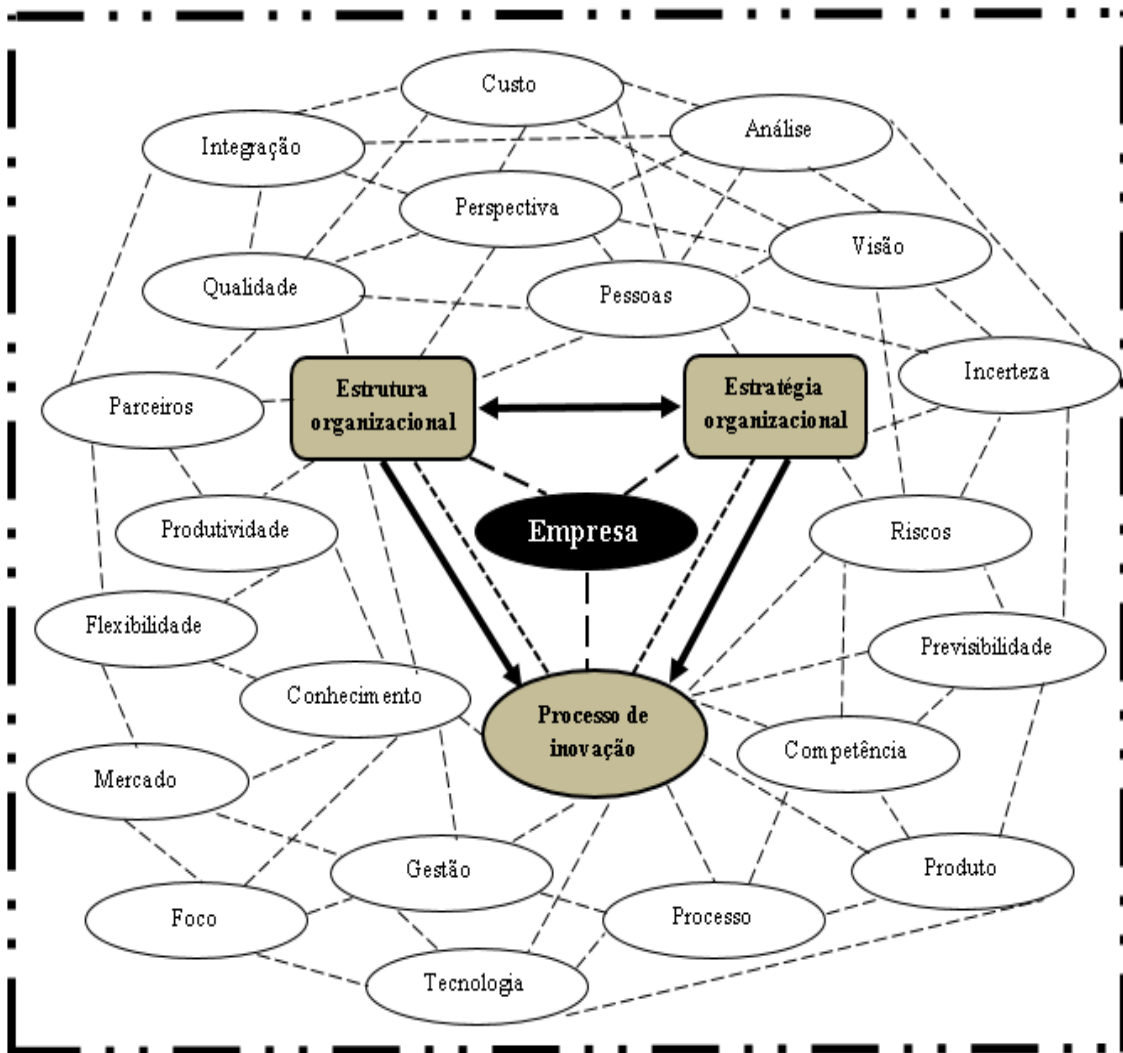 Custo
Análise
Integração
Perspectiva
Visão
Qualidade
Pessoas
Incerteza
Parceiros
Estrutura
organizacional
Estratégia
organizacional
Produtividade
Empresa
Riscos
Flexibilidade
Previsibilidade
Conhecimento
Processo de
inovação
Competência
Mercado
Gestão
Produto
Foco
Processo
Tecnologia